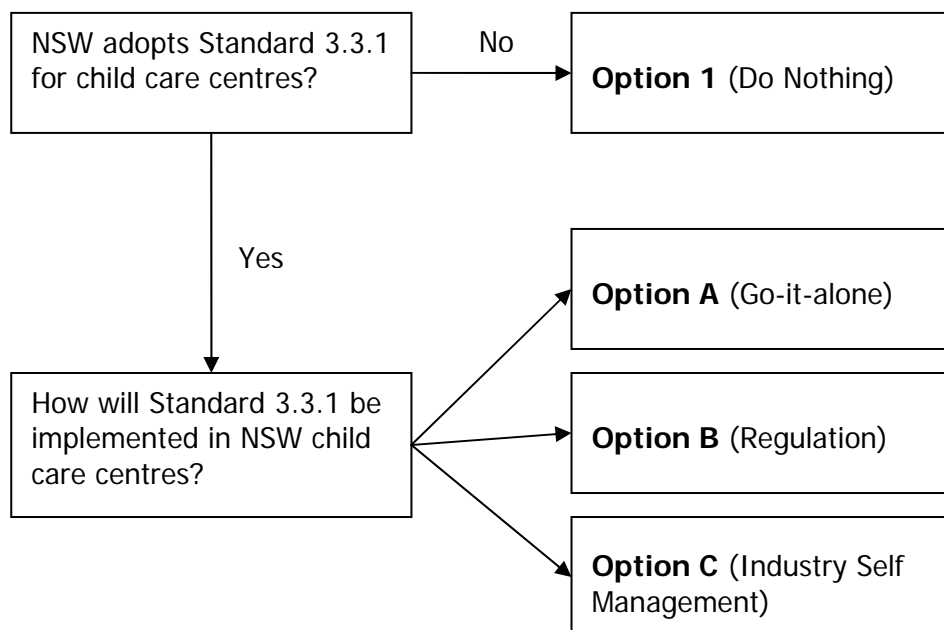 NSW adopts Standard 3.3.1
for child care centres?
No
Option 1 (Do Nothing)
Yes
Option A (Go-it-alone)
How will Standard 3.3.1 be
implemented in NSW child
care centres?
Option B (Regulation)
Option C (Industry Self
Management)